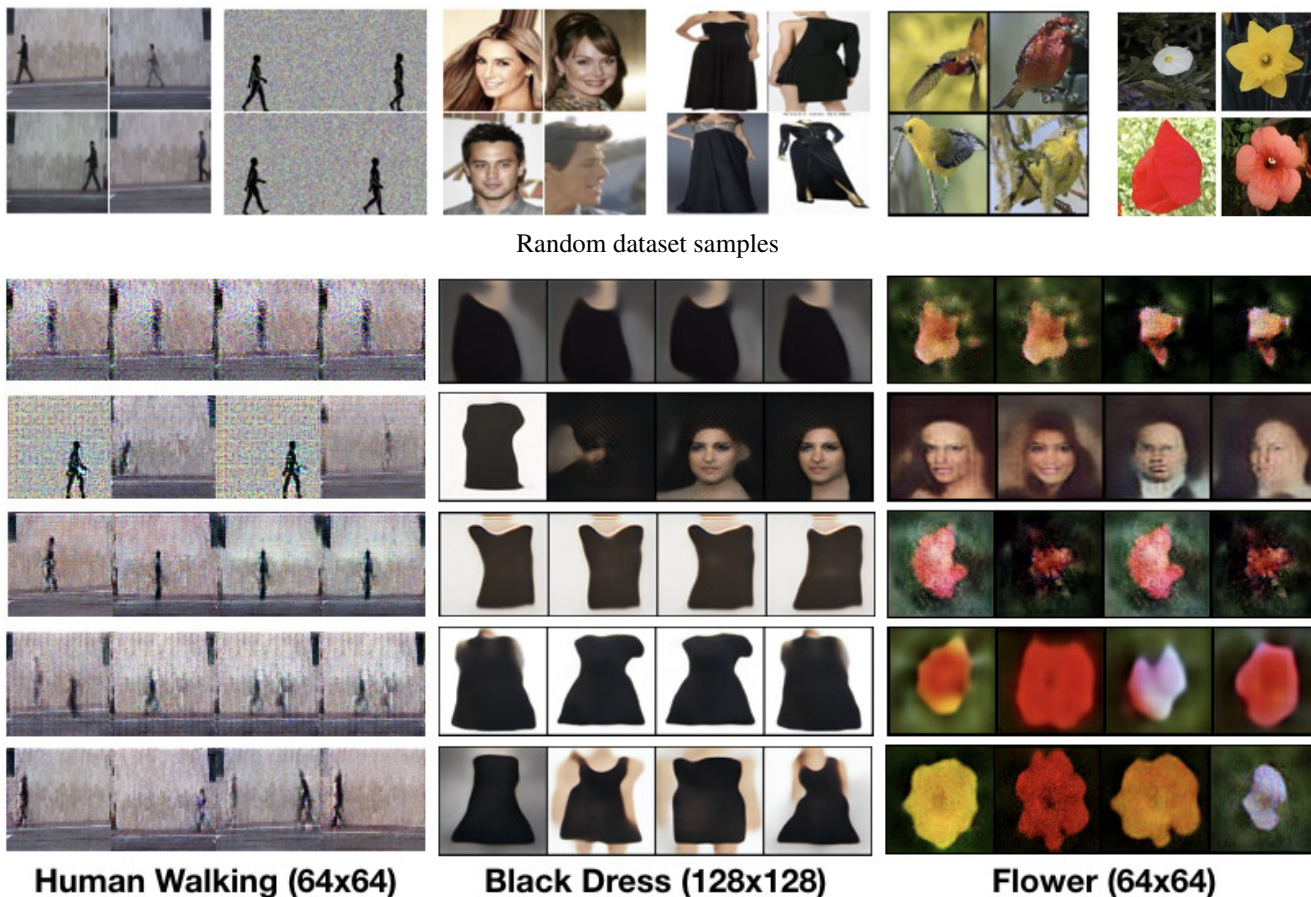 Random dataset samples
Human Walking (64x64)
Black Dress (128x128)
Flower (64x64)